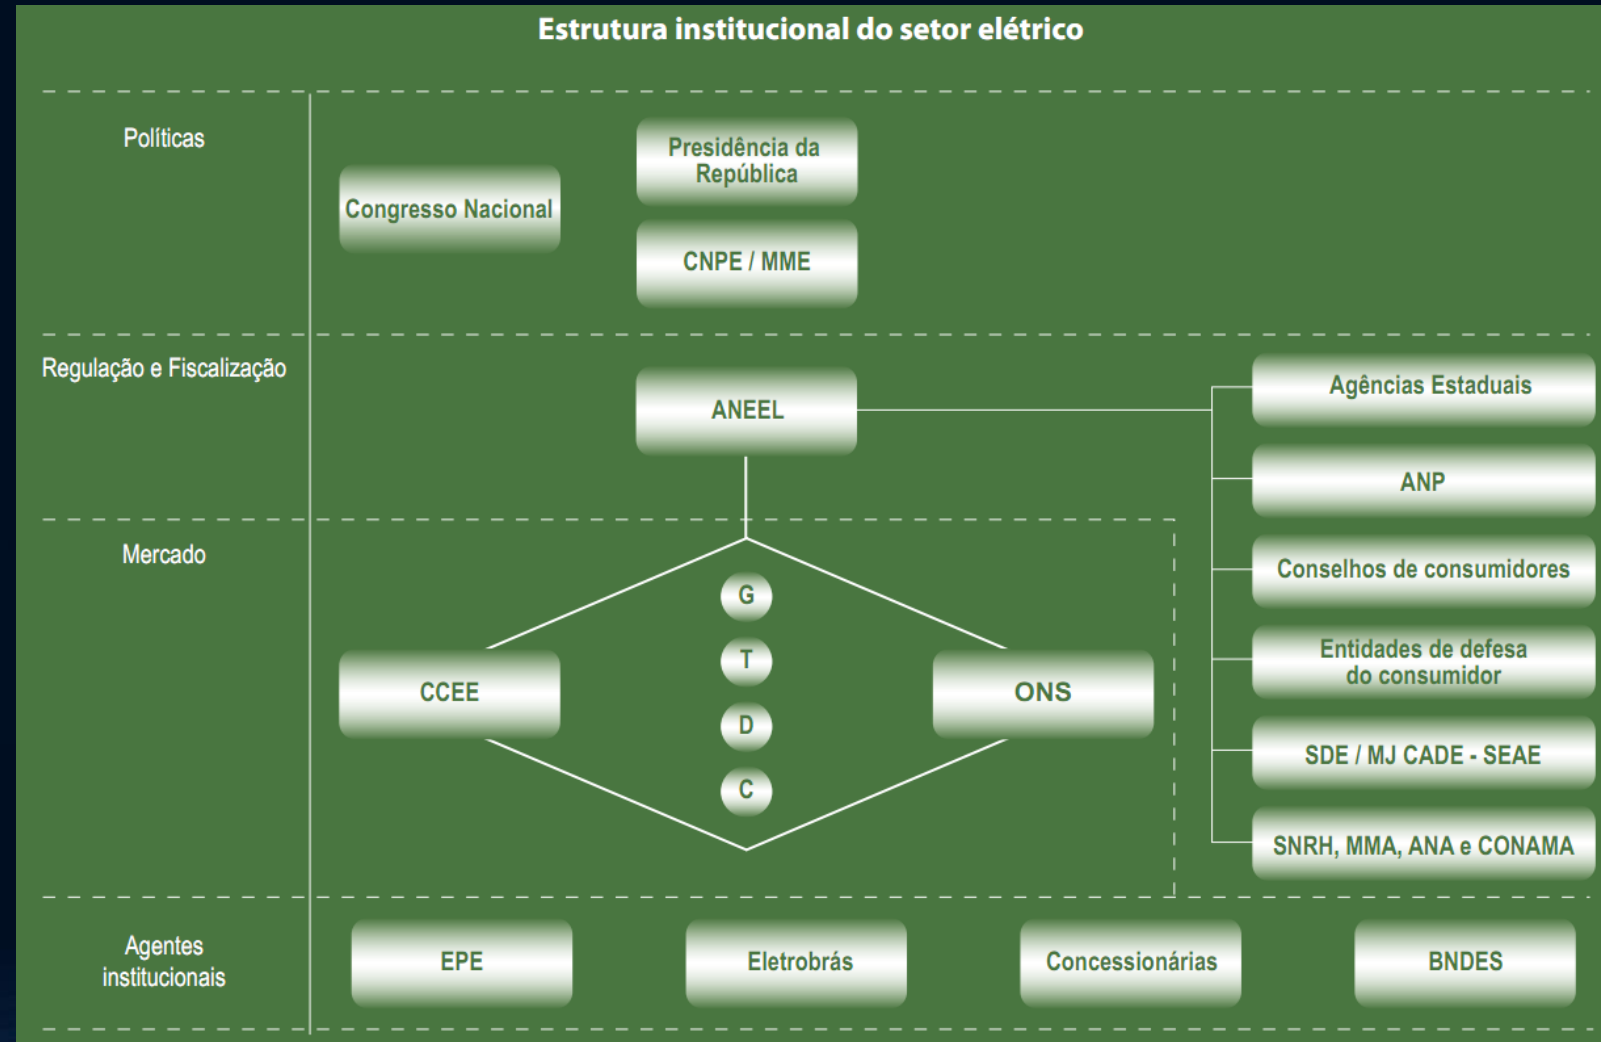 Estrutura institucional do setor elétrico
Políticas
Presidência da
República
Congresso Nacional
CNPE / MME
Regulação e Fiscalização
ANEEL
Agências Estaduais
ANP
Mercado
Conselhos de consumidores
G
T
D
C
CCEE
ONS
Entidades de defesa
do consumidor
SDE / MJ CADE - SEAE
SNRH, MMA, ANA e CONAMA
Agentes
institucionais
EPE
Eletrobrás
Concessionárias
BNDES